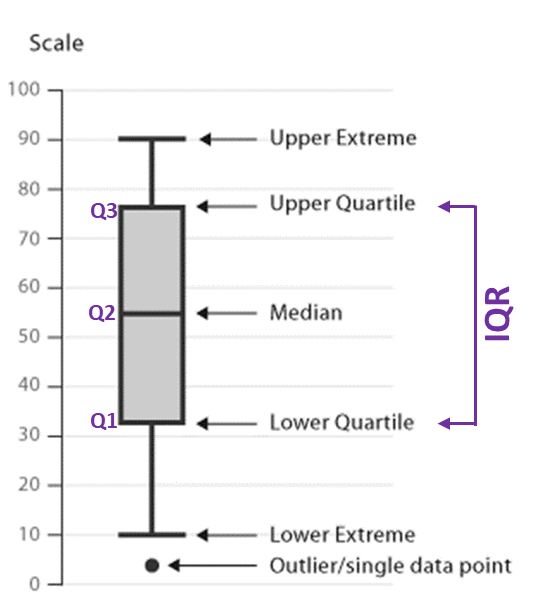 Scale
100
90
Upper Extreme
80
Q3
Upper Quartile
70
60
Q2
Median
IQR
50
40
Q1
Lower Quartile
30
20
10
Lower Extreme
Outlier/single data point
0